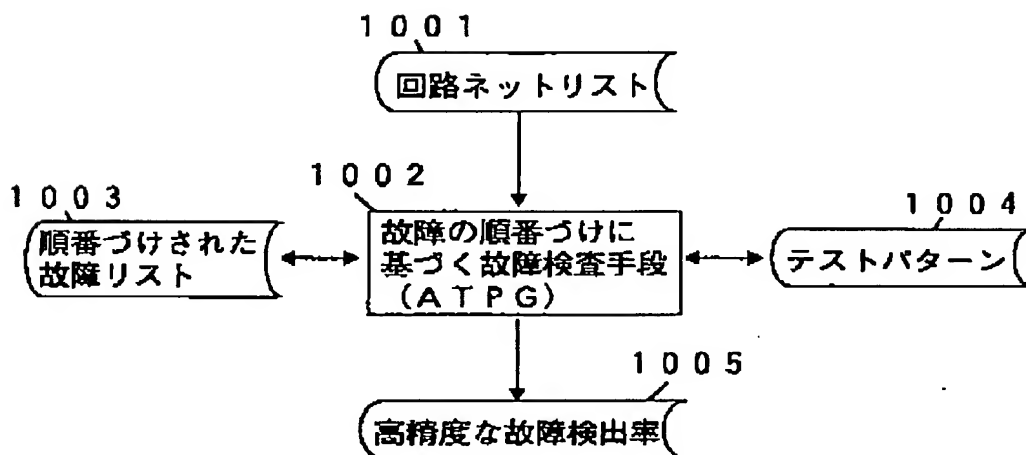 1001
回路ネットリスト
1002
1003
1004
順番づけされた
故障リスト
故障の順番づけに
基づく故障検査手段
(ATPG)
テストパターン
1005
高精度な故障検出率